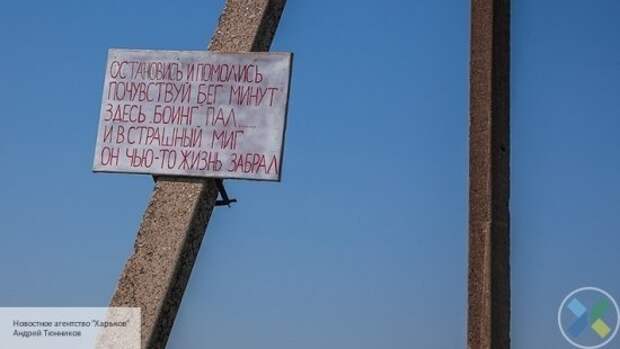 ОСТАНОВИСЬ И ПОМОЛИСЬ
ПОЧУВСТВУЙ БЕГ МИНУТ
ЗДЕСЬ БОИНГ ПАЛ....
И В СТРАШНЫЙ МИГ
ОН ЧЬЮ-ТО ЖИЗНЬ ЗАБРАЛ
Новостное агентство "Харьков"
Андрей Тюнников